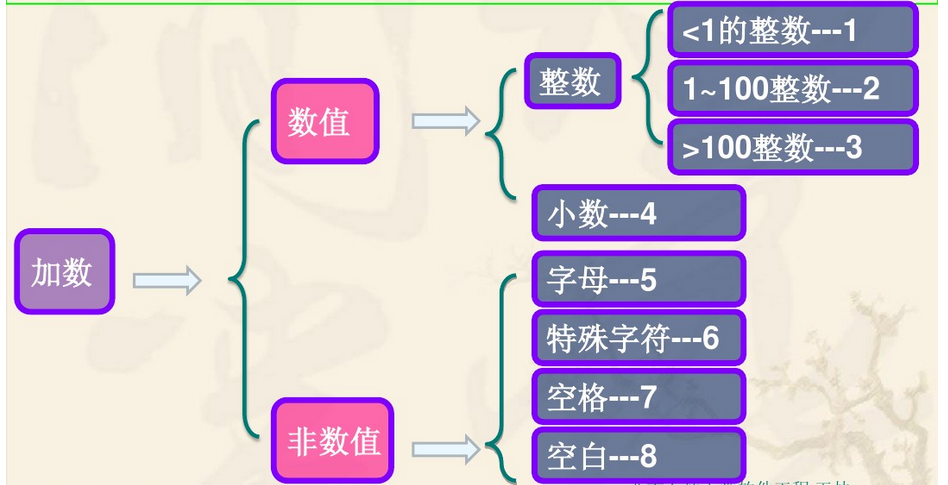 加数
数值
整数
<1的整数---1
1~100整数---2
>100整数---3
小数---4
非数值
字母---5
特殊字符---6
空格---7
空白---8